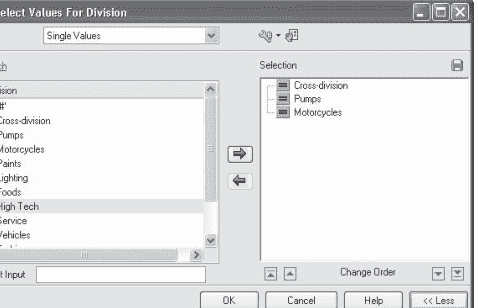 elect Values For Division
Single Values
ch
Selection
ision
#'
Cross-division
Pumps
Motorcycles
Paints
Lighting
Foods
High Tech
Service
Vehicles
Cross-division
Pumps
Motorcycles
t Input
Change Order
OK
Cancel
Help
<< Less